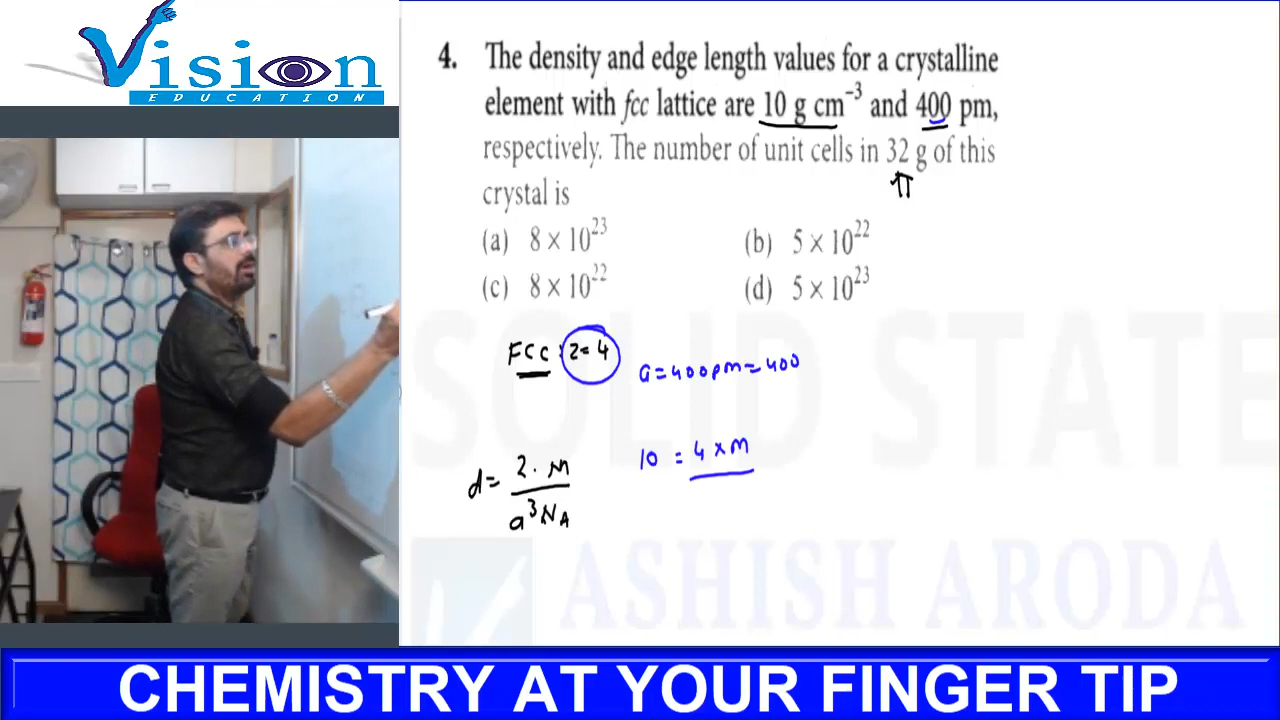 Vision
EDUCATION
4. The density and edge length values for a crystalline
element with fcc lattice are 10 g cm⁻³ and 400 pm,
respectively. The number of unit cells in 32 g of this
crystal is
(a) 8 × 10²³ (b) 5 × 10²²
(c) 8 × 10²² (d) 5 × 10²³
FCC : Z = 4
a = 400pm = 400
10 = 4 × M
d = Z . M / a³ NA
SOLID STATE
ASHISH ARODA
CHEMISTRY AT YOUR FINGER TIP